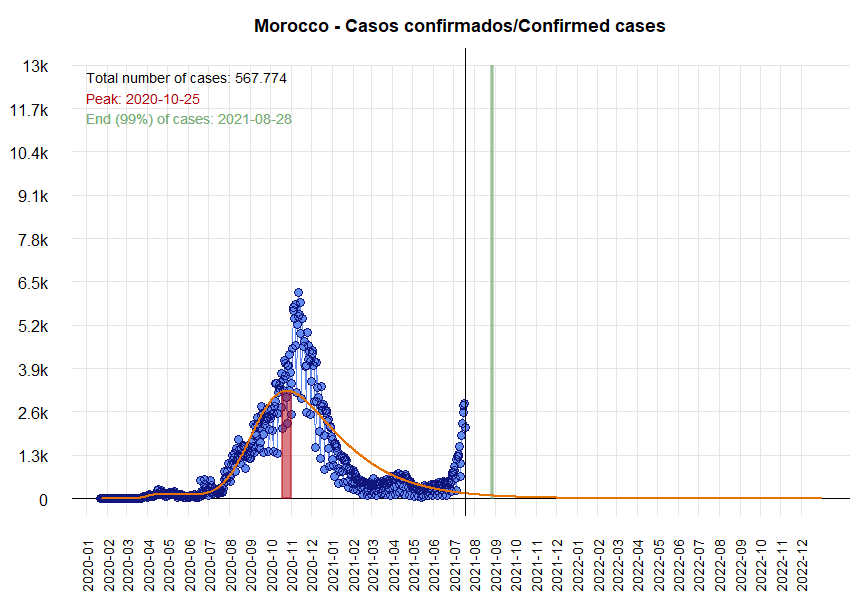 Morocco - Casos confirmados/Confirmed cases
13k
Total number of cases: 567.774
Peak: 2020-10-25
11.7k
End (99%) of cases: 2021-08-28
10.4k
9.1k
7.8k
6.5k
5.2k
3.9k
2.6k
1.3k
0
2020-01
2020-02
2020-03
2020-04
2020-05
2020-06
2020-07
2020-08
2020-09
2020-10
2020-11
2020-12
2021-01
2021-02
2021-03
2021-04
2021-05
2021-06
2021-07
2021-08
2021-09
2021-10
2021-11
2021-12
2022-01
2022-02
2022-03
2022-04
2022-05
2022-06
2022-07
2022-08
2022-09
2022-10
2022-11
2022-12